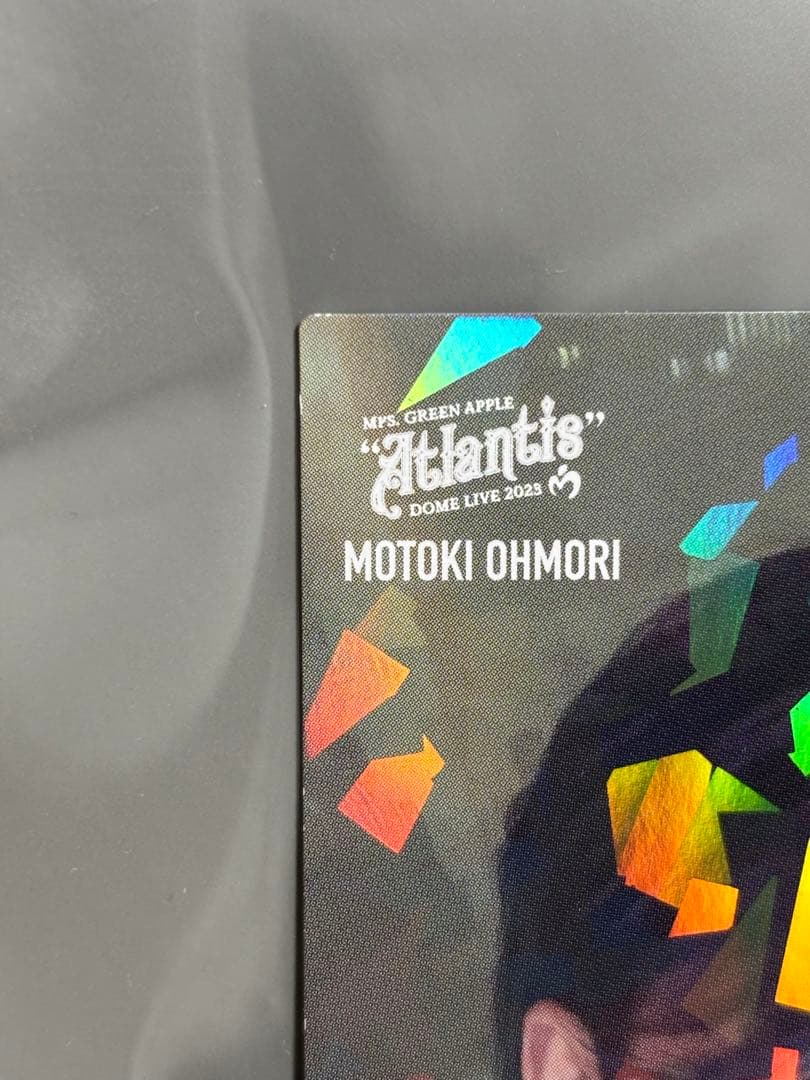 MRS. GREEN APPLE
“Atlantis”
DOME LIVE 2023
MOTOKI OHMORI